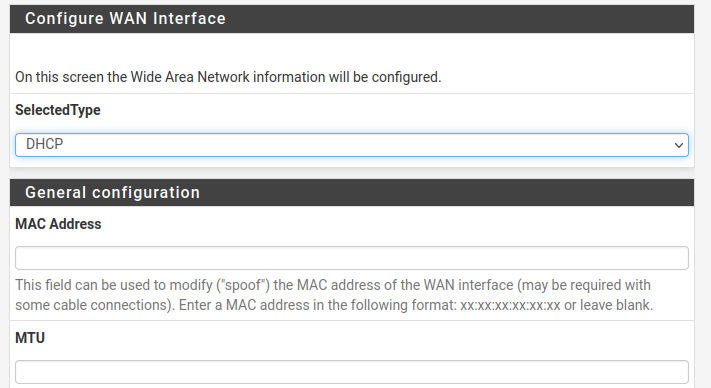 Configure WAN Interface
On this screen the Wide Area Network information will be configured.
SelectedType
DHCP
General configuration
MAC Address
This field can be used to modify ("spoof") the MAC address of the WAN interface (may be required with
some cable connections). Enter a MAC address in the following format: xx:xx:xx:xx:xx:xx or leave blank.
MTU